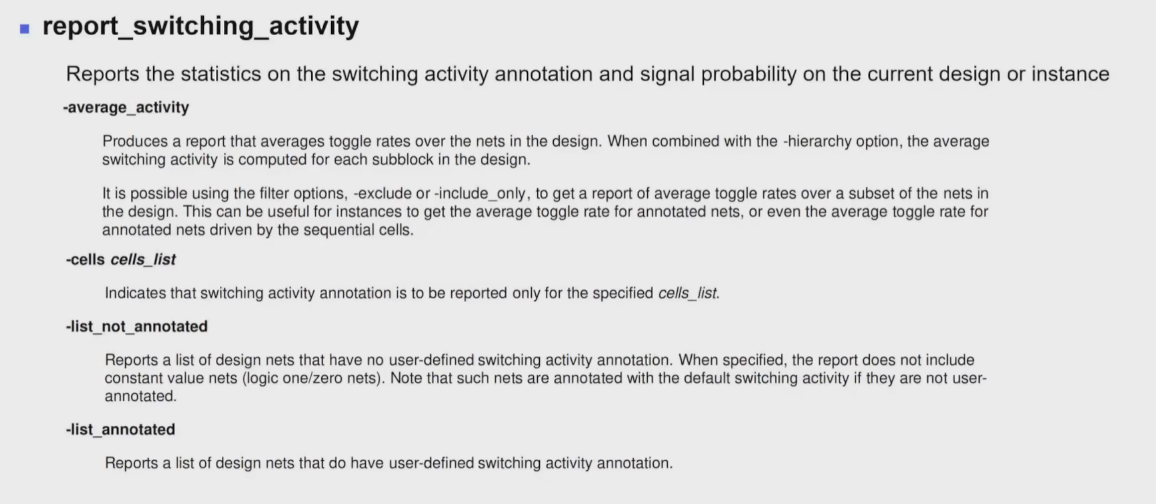 report_switching_activity
Reports the statistics on the switching activity annotation and signal probability on the current design or instance
-average_activity
Produces a report that averages toggle rates over the nets in the design. When combined with the -hierarchy option, the average
switching activity is computed for each subblock in the design.
It is possible using the filter options, -exclude or -include_only, to get a report of average toggle rates over a subset of the nets in
the design. This can be useful for instances to get the average toggle rate for annotated nets, or even the average toggle rate for
annotated nets driven by the sequential cells.
-cells cells_list
Indicates that switching activity annotation is to be reported only for the specified cells_list.
-list_not_annotated
Reports a list of design nets that have no user-defined switching activity annotation. When specified, the report does not include
constant value nets (logic one/zero nets). Note that such nets are annotated with the default switching activity if they are not user-
annotated.
-list_annotated
Reports a list of design nets that do have user-defined switching activity annotation.